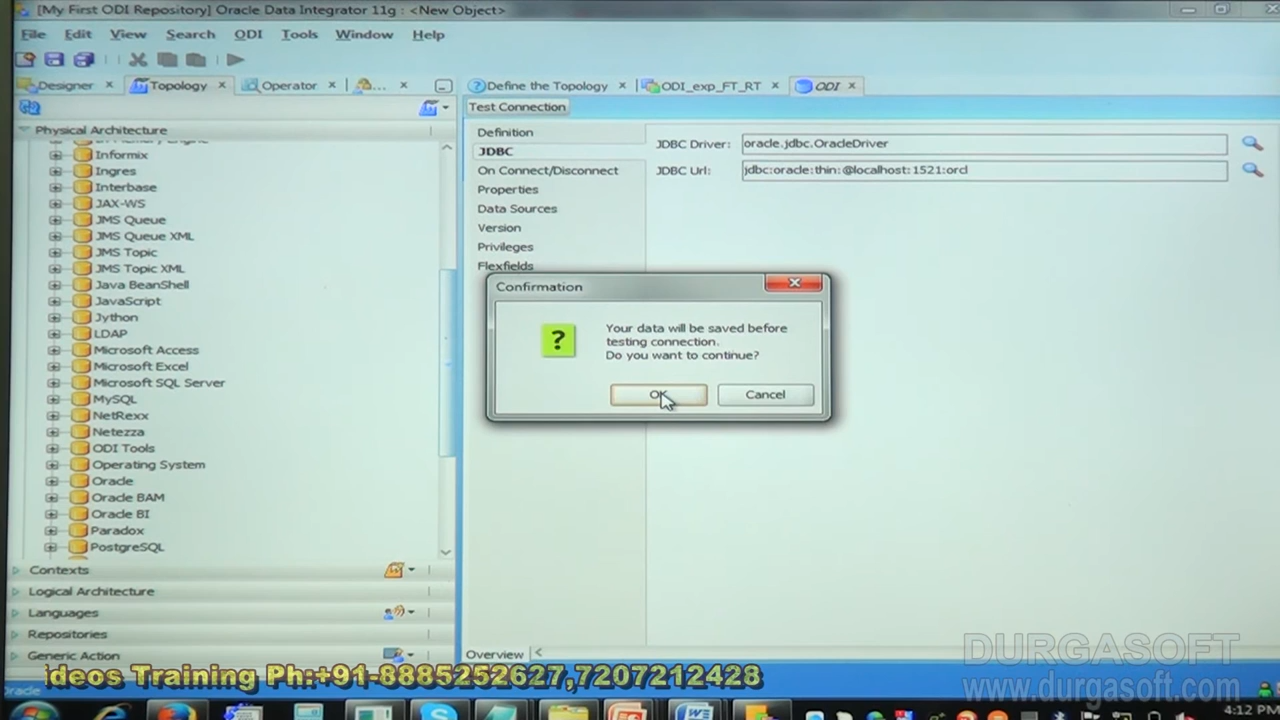 [My First ODI Repository] Oracle Data Integrator 11g : <New Object>
File Edit View Search ODI Tools Window Help
Designer Topology Operator Define the Topology ODI_exp_FT_RT ODI
Test Connection
Physical Architecture
Informix
Ingres
Interbase
JAX-WS
JMS Queue
JMS Queue XML
JMS Topic
JMS Topic XML
Java BeanShell
JavaScript
Jython
LDAP
Microsoft Access
Microsoft Excel
Microsoft SQL Server
MySQL
NetRexx
Netezza
ODI Tools
Operating System
Oracle
Oracle BAM
Oracle BI
Paradox
PostgreSQL
Contexts
Logical Architecture
Languages
Repositories
Generic Action
Definition
JDBC
On Connect/Disconnect
Properties
Data Sources
Version
Privileges
Flexfields
JDBC Driver: oracle.jdbc.OracleDriver
JDBC Url: jdbc:oracle:thin:@localhost:1521:orcl
Confirmation
Your data will be saved before
testing connection.
Do you want to continue?
OK Cancel
Overview
ideos Training Ph:+91-8885252627,7207212428
DURGASOFT
www.durgasoft.com
4:12 PM